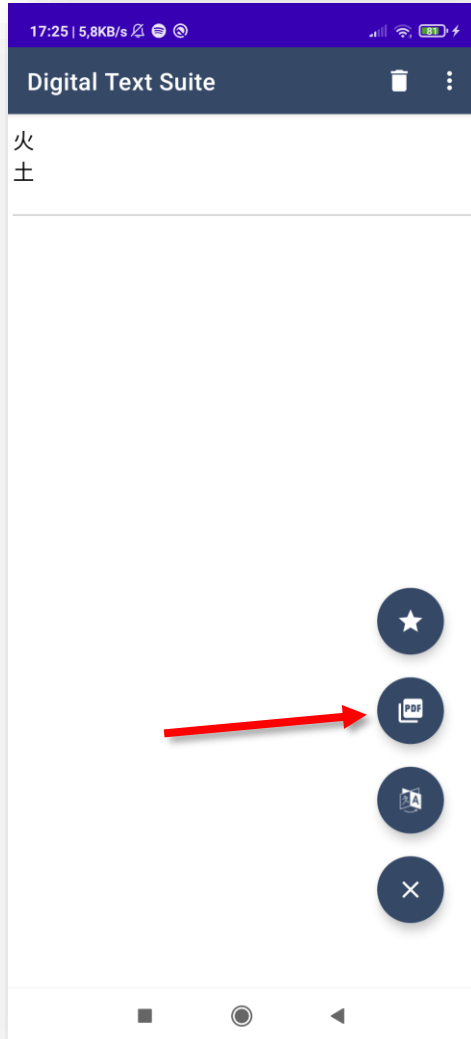 17:25 | 5,8KB/s
81
Digital Text Suite
火
土
PDF
A